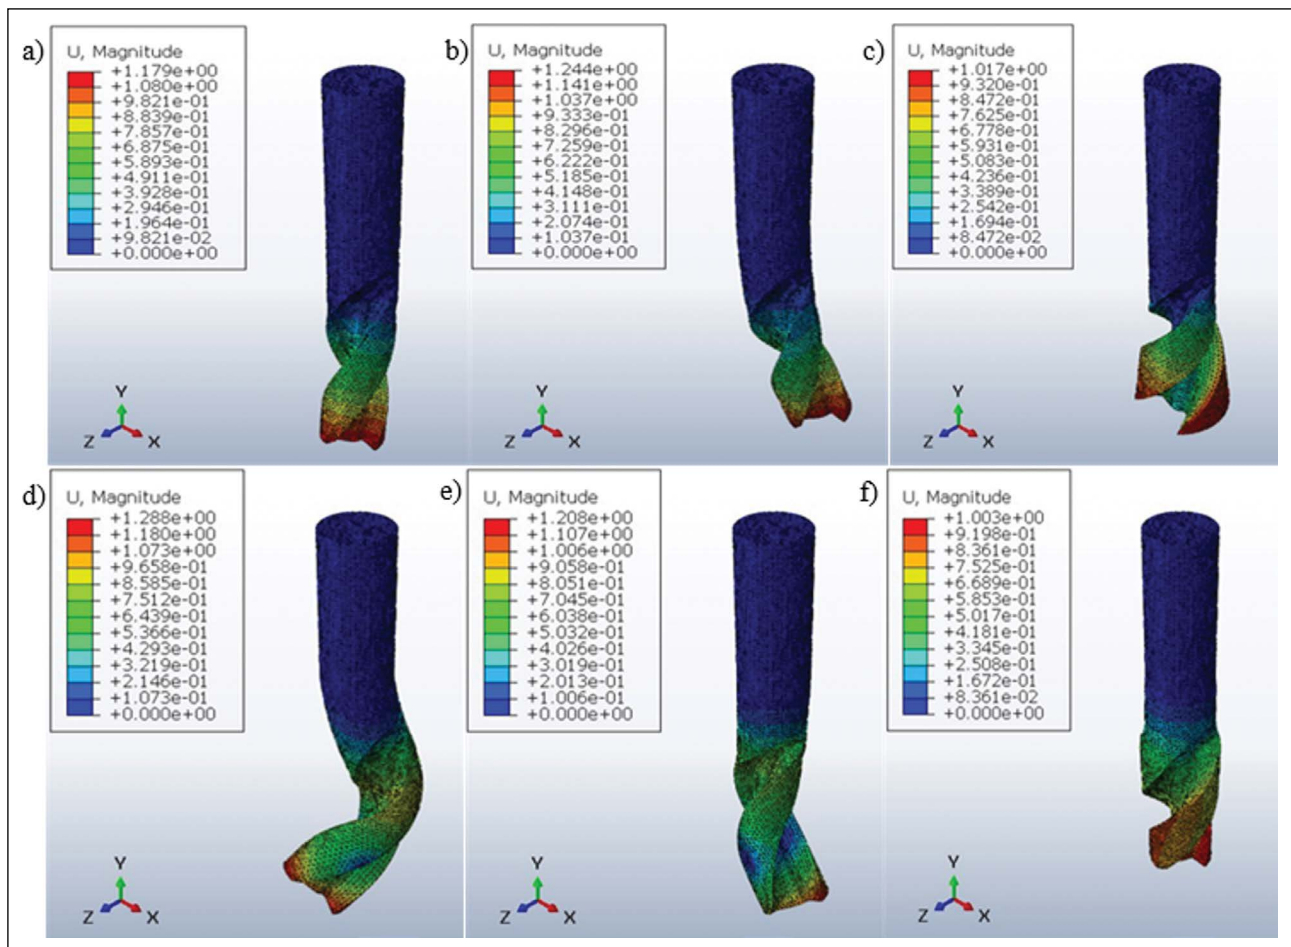 a)
U, Magnitude
+1.179e+00
+1.080e+00
+9.821e-01
+8.839e-01
+7.857e-01
+6.875e-01
+5.893e-01
+4.911e-01
+3.928e-01
+2.946e-01
+1.964e-01
+9.821e-02
+0.000e+00
Y
Z
X
b)
U, Magnitude
+1.244e+00
+1.141e+00
+1.037e+00
+9.333e-01
+8.296e-01
+7.259e-01
+6.222e-01
+5.185e-01
+4.148e-01
+3.111e-01
+2.074e-01
+1.037e-01
+0.000e+00
Y
Z
X
c)
U, Magnitude
+1.017e+00
+9.320e-01
+8.472e-01
+7.625e-01
+6.778e-01
+5.931e-01
+5.083e-01
+4.236e-01
+3.389e-01
+2.542e-01
+1.694e-01
+8.472e-02
+0.000e+00
Y
Z
X
d)
U, Magnitude
+1.288e+00
+1.180e+00
+1.073e+00
+9.658e-01
+8.585e-01
+7.512e-01
+6.439e-01
+5.366e-01
+4.293e-01
+3.219e-01
+2.146e-01
+1.073e-01
+0.000e+00
Y
Z
X
e)
U, Magnitude
+1.208e+00
+1.107e+00
+1.006e+00
+9.058e-01
+8.051e-01
+7.045e-01
+6.038e-01
+5.032e-01
+4.026e-01
+3.019e-01
+2.013e-01
+1.006e-01
+0.000e+00
Y
Z
X
f)
U, Magnitude
+1.003e+00
+9.198e-01
+8.361e-01
+7.525e-01
+6.689e-01
+5.853e-01
+5.017e-01
+4.181e-01
+3.345e-01
+2.508e-01
+1.672e-01
+8.361e-02
+0.000e+00
Y
Z
X